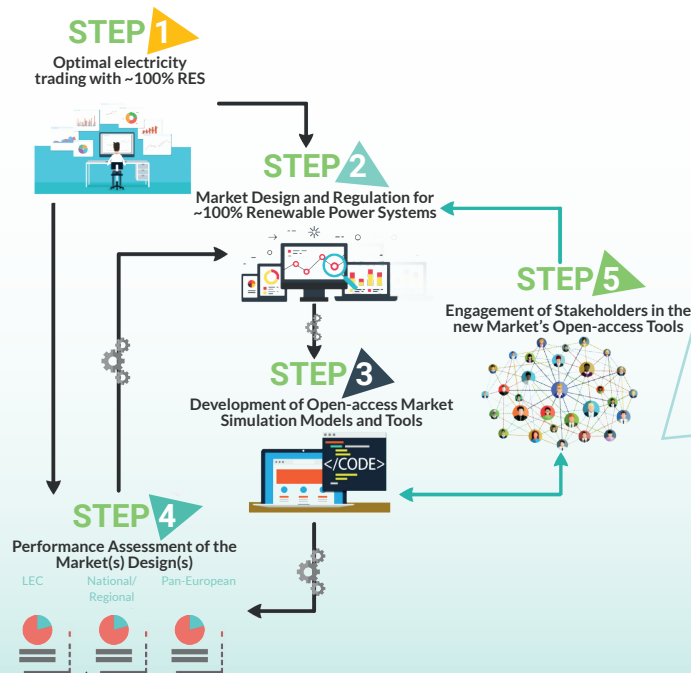 STEP 1
Optimal electricity
trading with ~100% RES
STEP 2
Market Design and Regulation for
~100% Renewable Power Systems
STEP 5
Engagement of Stakeholders in the
new Market's Open-access Tools
STEP 3
Development of Open-access Market
Simulation Models and Tools
</CODE>
STEP 4
Performance Assessment of the
Market(s) Design(s)
LEC
National/
Regional
Pan-European